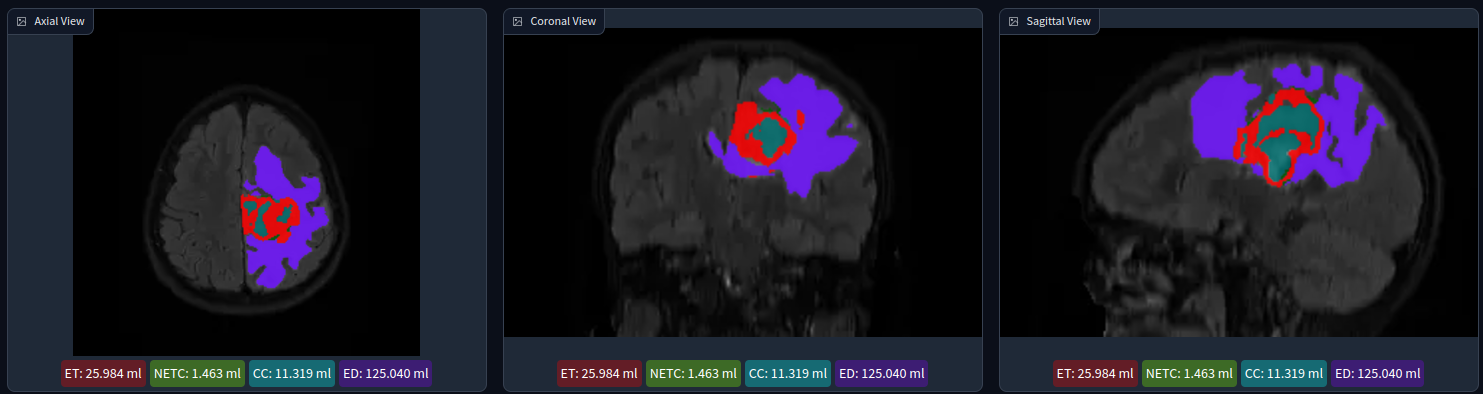 Axial View
Coronal View
Sagittal View
ET: 25.984 ml NETC: 1.463 ml CC: 11.319 ml ED: 125.040 ml
ET: 25.984 ml NETC: 1.463 ml CC: 11.319 ml ED: 125.040 ml
ET: 25.984 ml NETC: 1.463 ml CC: 11.319 ml ED: 125.040 ml